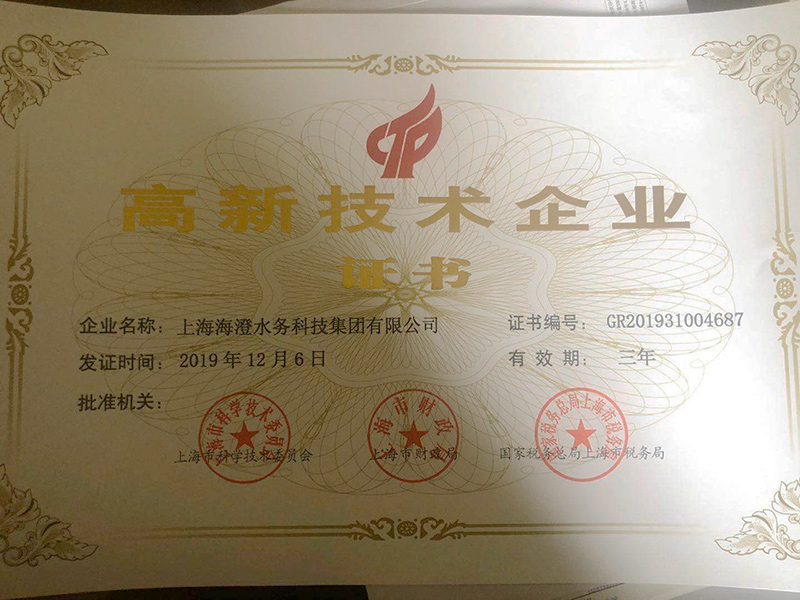 高新技术企业
证书
企业名称：上海海澄水务科技集团有限公司 证书编号：GR201931004687
发证时间：2019年12月6日 有效期：三年
批准机关：
上海市科学技术委员会 上海市财政局 国家税务总局上海市税务局